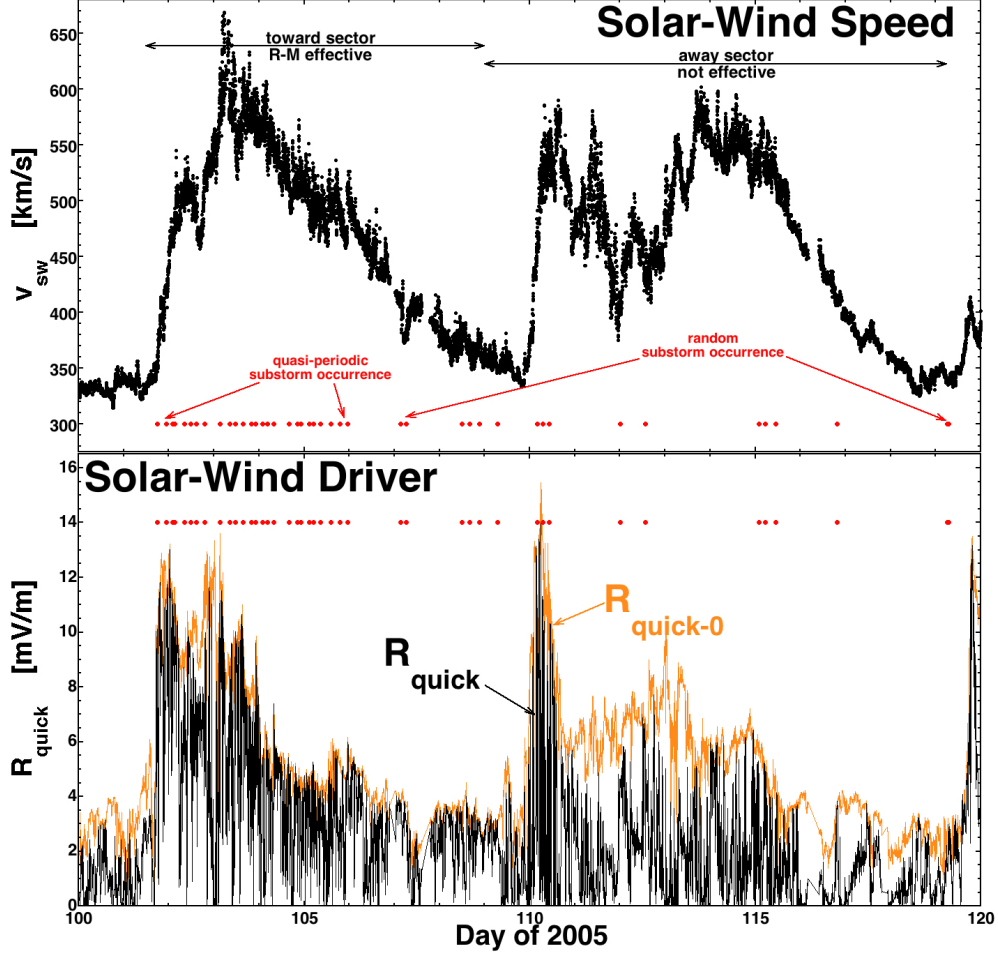 Solar-Wind Speed
toward sector
R-M effective
away sector
not effective
650
600
550
500
450
400
350
300
v sw [km/s]
quasi-periodic
substorm occurrence
random
substorm occurrence
Solar-Wind Driver
16
14
12
10
8
6
4
2
0
R quick [mV/m]
R quick-0
R quick
100
105
110
115
120
Day of 2005